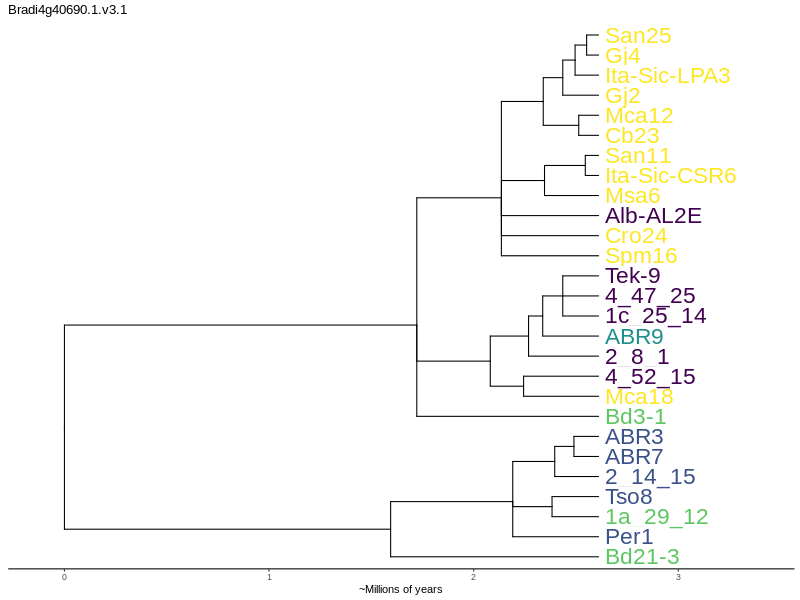 Bradi4g40690.1.v3.1
San25
Gj4
Ita-Sic-LPA3
Gj2
Mca12
Cb23
San11
Ita-Sic-CSR6
Msa6
Alb-AL2E
Cro24
Spm16
Tek-9
4_47_25
1c_25_14
ABR9
2_8_1
4_52_15
Mca18
Bd3-1
ABR3
ABR7
2_14_15
Tso8
1a_29_12
Per1
Bd21-3
0 1 2 3
~Millions of years